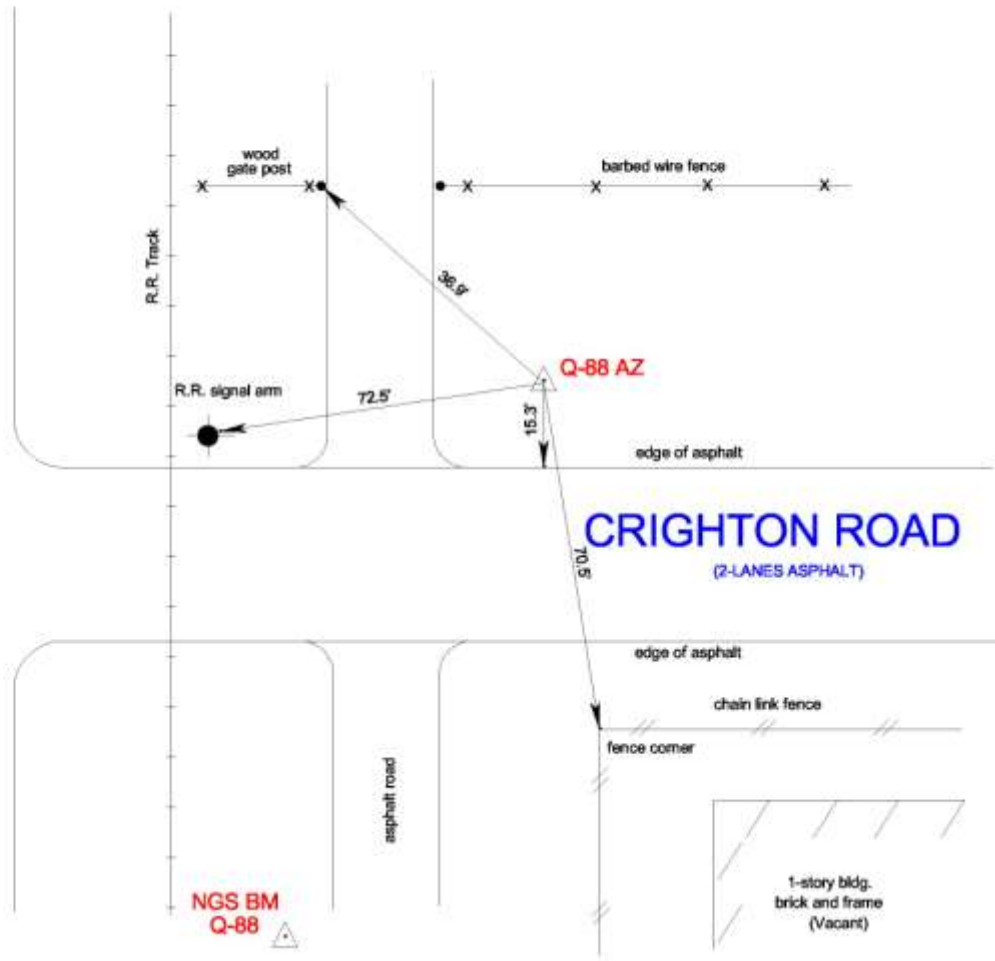 wood
gate post
barbed wire fence
R.R. Track
36.9'
Q-88 AZ
R.R. signal arm
72.5'
15.3'
edge of asphalt
CRIGHTON ROAD
(2-LANES ASPHALT)
70.5'
edge of asphalt
chain link fence
fence corner
asphalt road
1-story bldg.
brick and frame
(Vacant)
NGS BM
Q-88